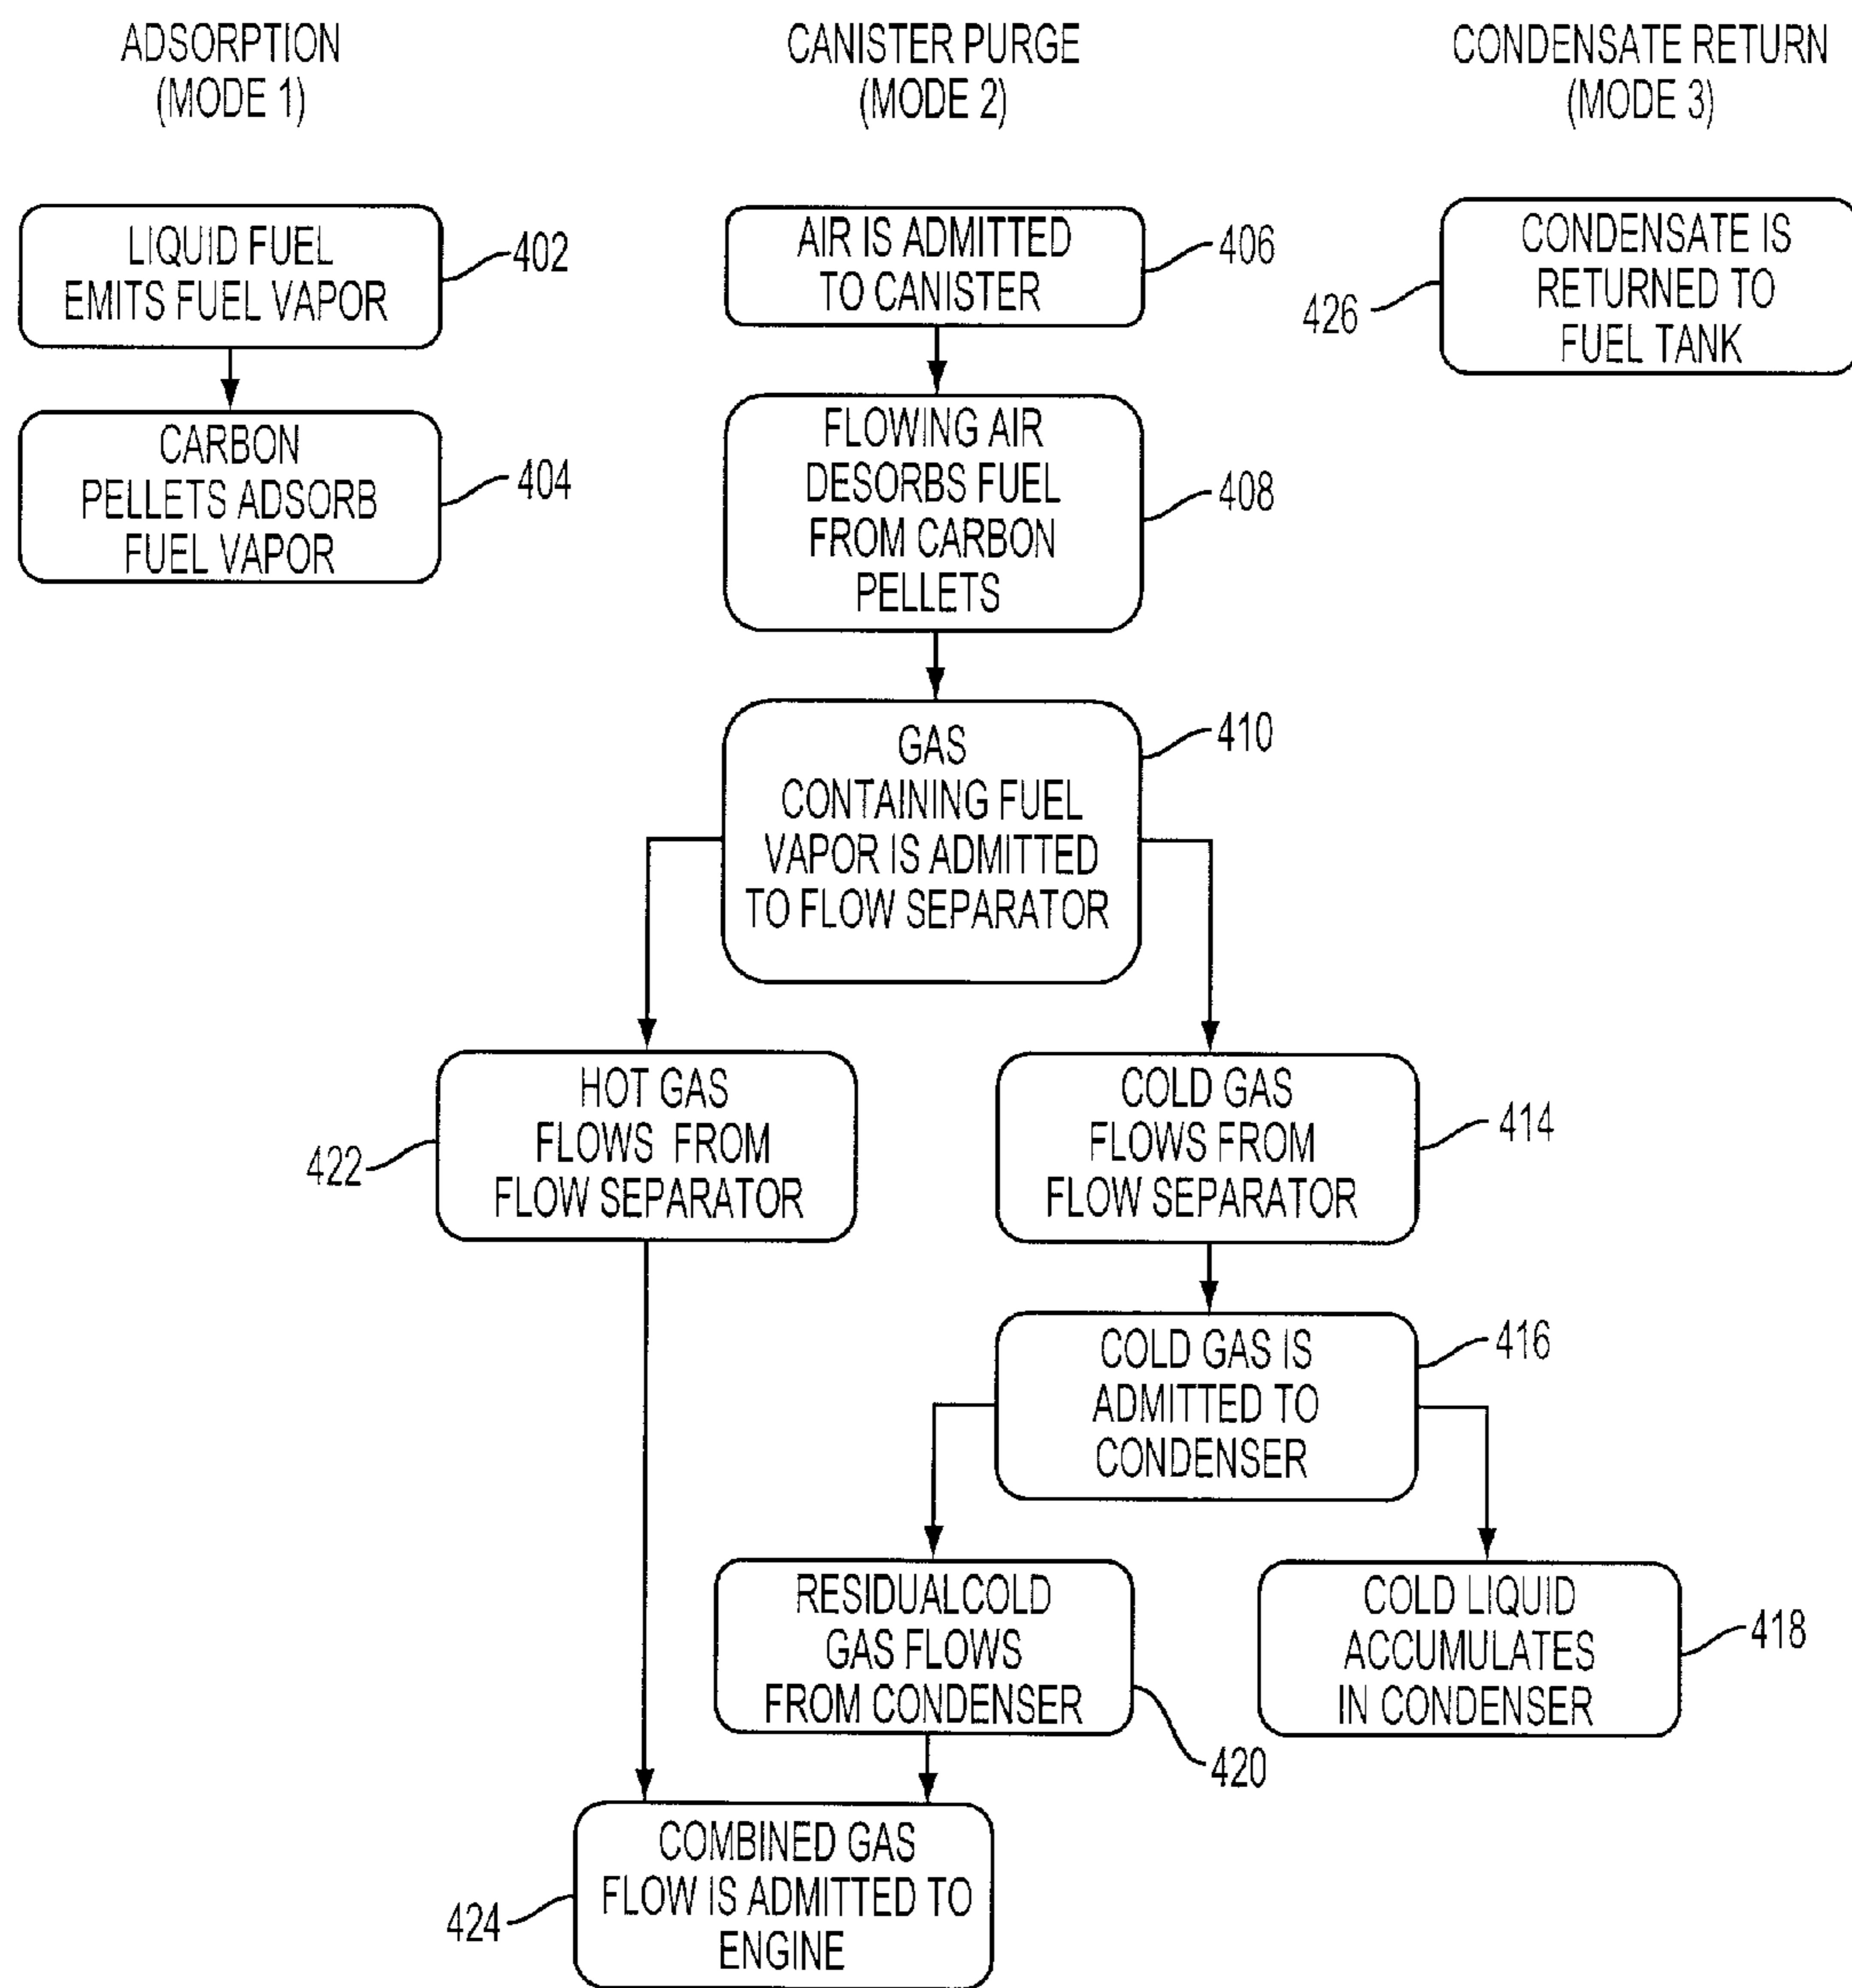 ADSORPTION
(MODE 1)
LIQUID FUEL
EMITS FUEL VAPOR
402
CARBON
PELLETS ADSORB
FUEL VAPOR
404
CANISTER PURGE
(MODE 2)
AIR IS ADMITTED
TO CANISTER
406
FLOWING AIR
DESORBS FUEL
FROM CARBON
PELLETS
408
GAS
CONTAINING FUEL
VAPOR IS ADMITTED
TO FLOW SEPARATOR
410
HOT GAS
FLOWS FROM
FLOW SEPARATOR
422
COLD GAS
FLOWS FROM
FLOW SEPARATOR
414
COLD GAS IS
ADMITTED TO
CONDENSER
416
RESIDUALCOLD
GAS FLOWS
FROM CONDENSER
420
COLD LIQUID
ACCUMULATES
IN CONDENSER
418
COMBINED GAS
FLOW IS ADMITTED TO
ENGINE
424
CONDENSATE RETURN
(MODE 3)
CONDENSATE IS
RETURNED TO
FUEL TANK
426